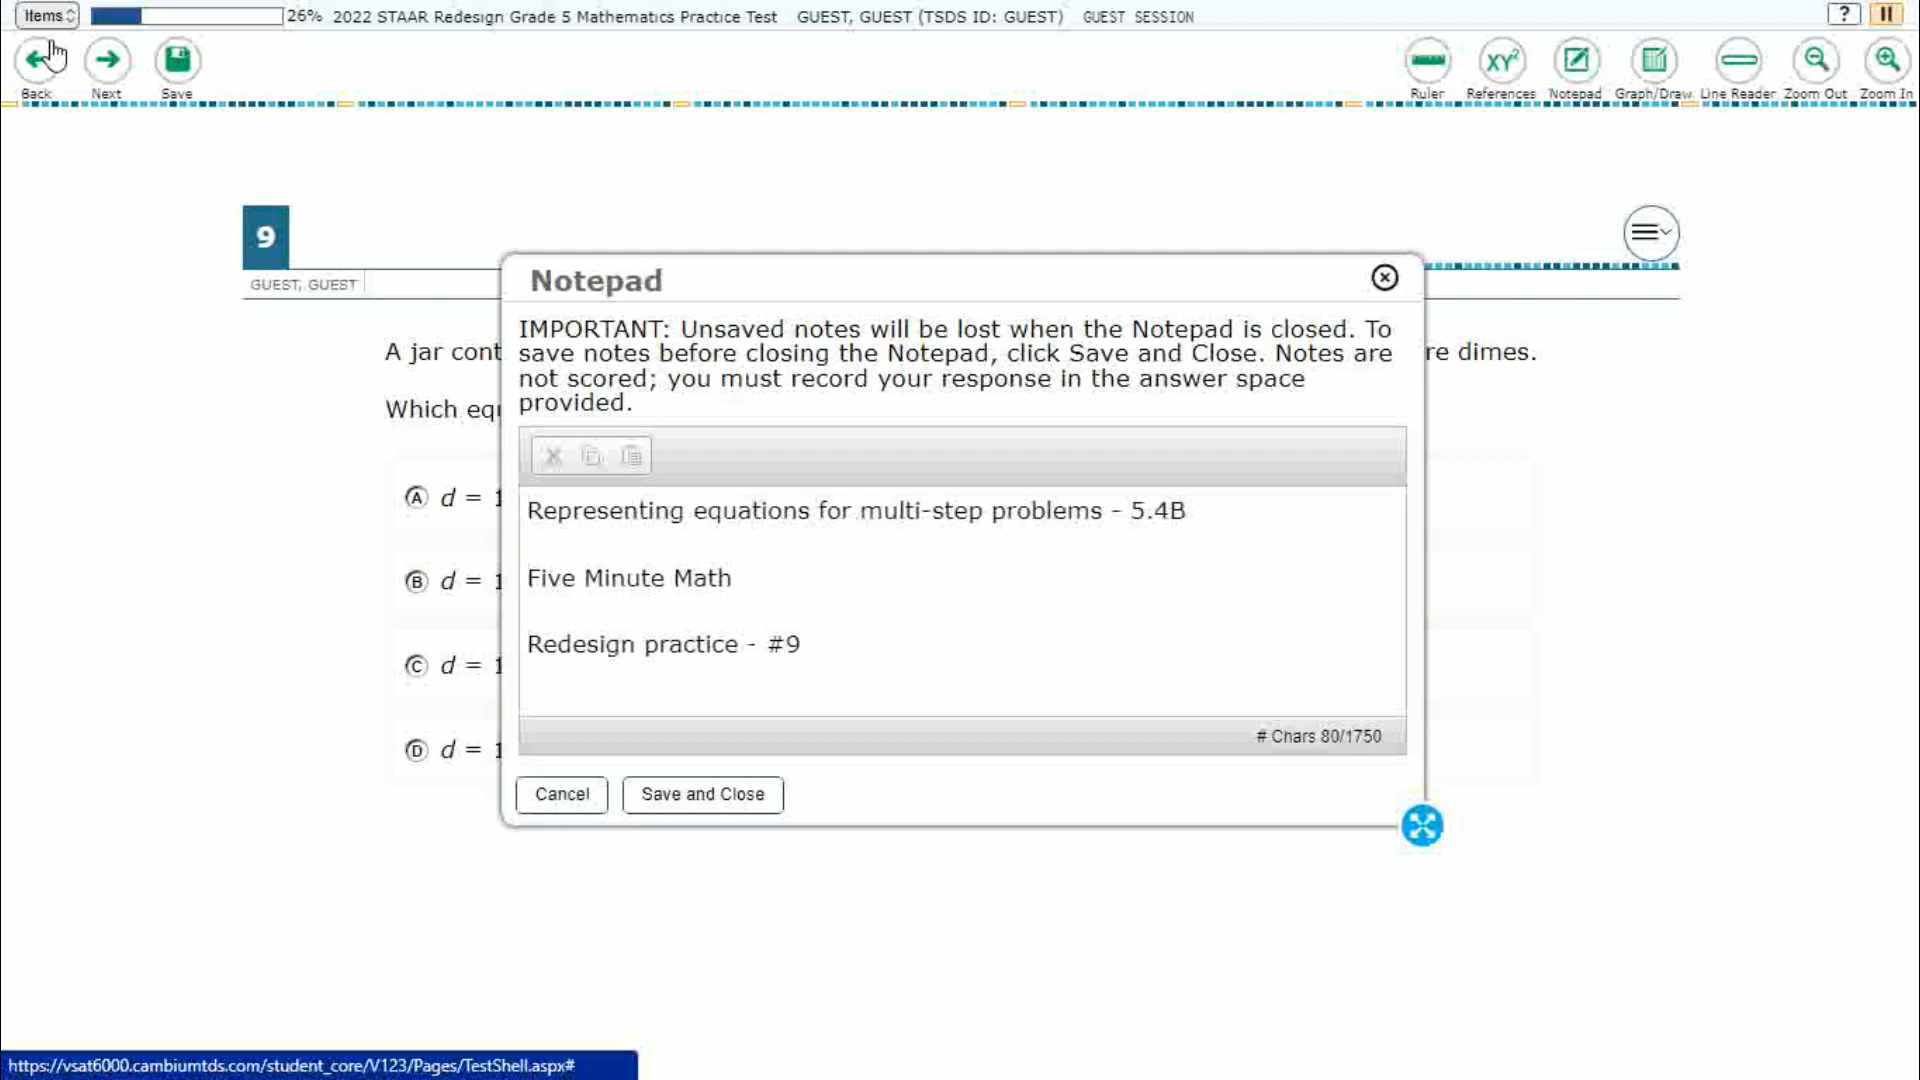 Items 26% 2022 STAAR Redesign Grade 5 Mathematics Practice Test GUEST, GUEST (TSDS ID: GUEST) GUEST SESSION ?
Back Next Save Ruler References Notepad Graph/Draw Line Reader Zoom Out Zoom In
XY²
9
GUEST, GUEST
A jar cont
re dimes.
Which equ
A d = 1
B d = 1
C d = 1
D d = 1
Notepad
IMPORTANT: Unsaved notes will be lost when the Notepad is closed. To
save notes before closing the Notepad, click Save and Close. Notes are
not scored; you must record your response in the answer space
provided.
Representing equations for multi-step problems - 5.4B
Five Minute Math
Redesign practice - #9
# Chars 80/1750
Cancel Save and Close
https://vsat6000.cambiumtds.com/student_core/V123/Pages/TestShell.aspx#